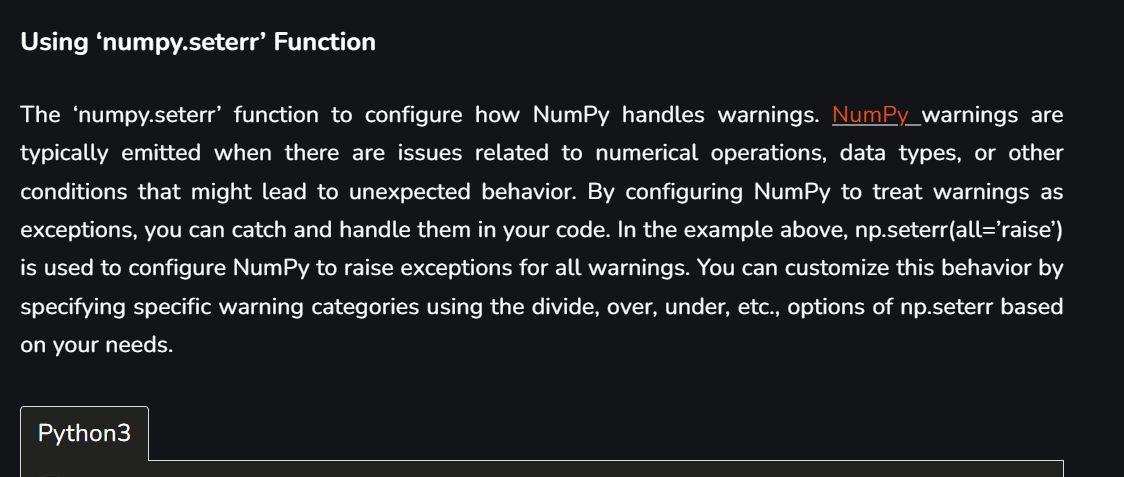 Using ‘numpy.seterr’ Function
The ‘numpy.seterr’ function to configure how NumPy handles warnings. NumPy warnings are
typically emitted when there are issues related to numerical operations, data types, or other
conditions that might lead to unexpected behavior. By configuring NumPy to treat warnings as
exceptions, you can catch and handle them in your code. In the example above, np.seterr(all=’raise’)
is used to configure NumPy to raise exceptions for all warnings. You can customize this behavior by
specifying specific warning categories using the divide, over, under, etc., options of np.seterr based
on your needs.
Python3